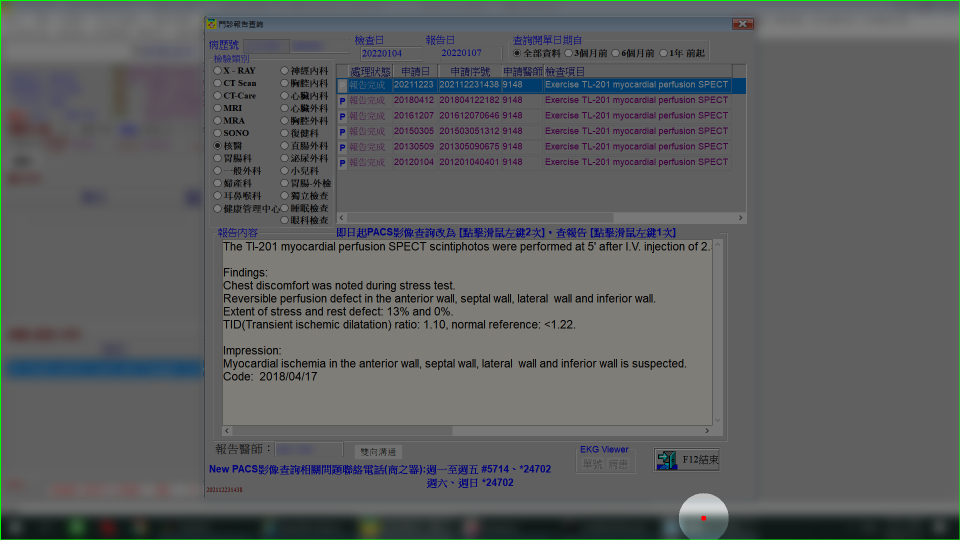 門診報告查詢
病歷號
檢查日
20220104
報告日
20220107
查詢開單日期自
全部資料 3個月前 6個月前 1年 前起
檢驗類別
X - RAY 神經內科
CT Scan 胸腔內科
CT-Care 心臟內科
MRI 心臟外科
MRA 胸腔外科
SONO 復健科
核醫 直腸外科
胃腸科 泌尿外科
一般外科 小兒科
婦產科 胃腸-外檢
耳鼻喉科 獨立檢查
健康管理中心 睡眠檢查
眼科檢查
處理狀態 申請日 申請序號 申請醫師 檢查項目
P 報告完成 20211223 202112231438 9148 Exercise TL-201 myocardial perfusion SPECT
P 報告完成 20180412 201804122182 9148 Exercise TL-201 myocardial perfusion SPECT
P 報告完成 20161207 201612070646 9148 Exercise TL-201 myocardial perfusion SPECT
P 報告完成 20150305 201503051312 9148 Exercise TL-201 myocardial perfusion SPECT
P 報告完成 20130509 201305090675 9148 Exercise TL-201 myocardial perfusion SPECT
P 報告完成 20120104 201201040401 9148 Exercise TL-201 myocardial perfusion SPECT
報告內容
即日起PACS影像查詢改為 [點擊滑鼠左鍵2次]，查報告 [點擊滑鼠左鍵1次]
The Tl-201 myocardial perfusion SPECT scintiphotos were performed at 5' after I.V. injection of 2.
Findings:
Chest discomfort was noted during stress test.
Reversible perfusion defect in the anterior wall, septal wall, lateral wall and inferior wall.
Extent of stress and rest defect: 13% and 0%.
TID(Transient ischemic dilatation) ratio: 1.10, normal reference: <1.22.
Impression:
Myocardial ischemia in the anterior wall, septal wall, lateral wall and inferior wall is suspected.
Code: 2018/04/17
報告醫師：
雙向溝通
EKG Viewer
單號 病患
F12結束
New PACS影像查詢相關問題聯絡電話(商之器):週一至週五 #5714、*24702
週六、週日 *24702
202112231438